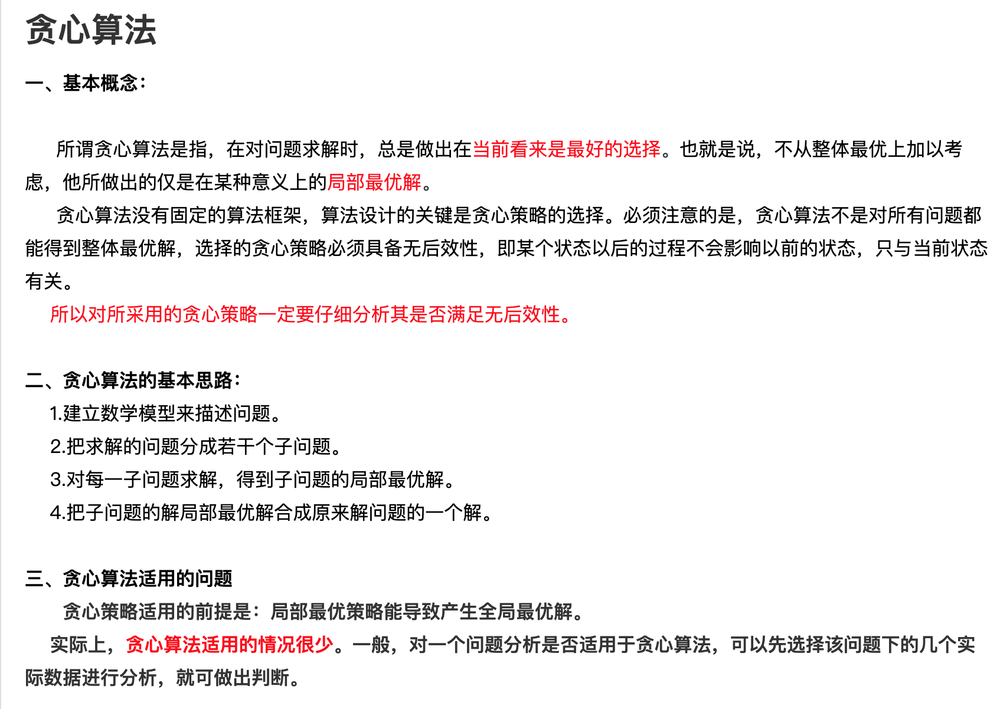 贪心算法
一、基本概念：
所谓贪心算法是指，在对问题求解时，总是做出在当前看来是最好的选择。也就是说，不从整体最优上加以考
虑，他所做出的仅是在某种意义上的局部最优解。
贪心算法没有固定的算法框架，算法设计的关键是贪心策略的选择。必须注意的是，贪心算法不是对所有问题都
能得到整体最优解，选择的贪心策略必须具备无后效性，即某个状态以后的过程不会影响以前的状态，只与当前状态
有关。
所以对所采用的贪心策略一定要仔细分析其是否满足无后效性。
二、贪心算法的基本思路：
1.建立数学模型来描述问题。
2.把求解的问题分成若干个子问题。
3.对每一子问题求解，得到子问题的局部最优解。
4.把子问题的解局部最优解合成原来解问题的一个解。
三、贪心算法适用的问题
贪心策略适用的前提是：局部最优策略能导致产生全局最优解。
实际上，贪心算法适用的情况很少。一般，对一个问题分析是否适用于贪心算法，可以先选择该问题下的几个实
际数据进行分析，就可做出判断。